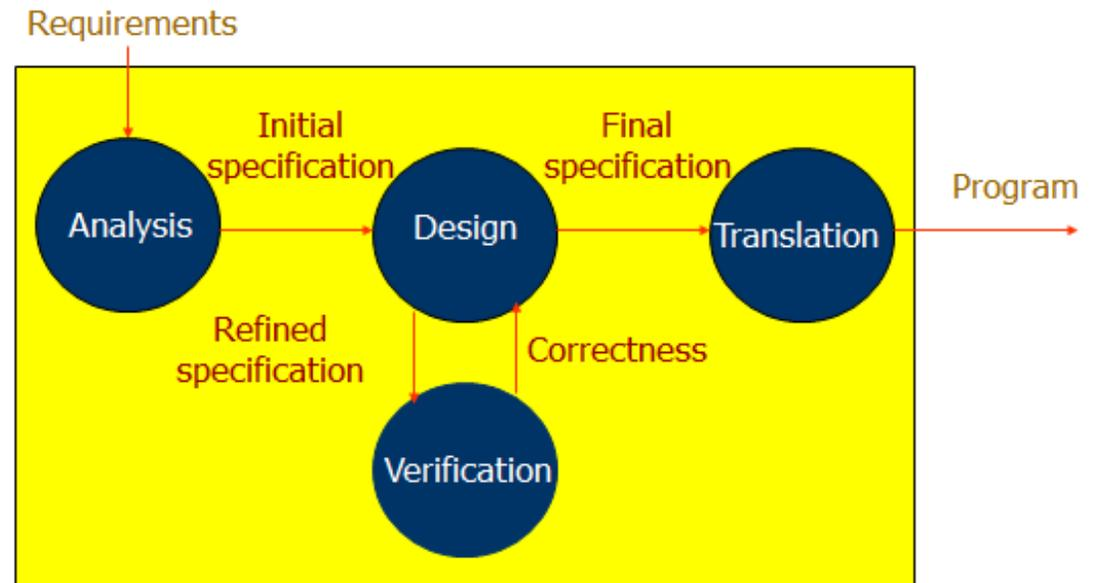 Requirements
Initial
specification
Final
specification
Program
Analysis
Design
Translation
Refined
specification
Correctness
Verification